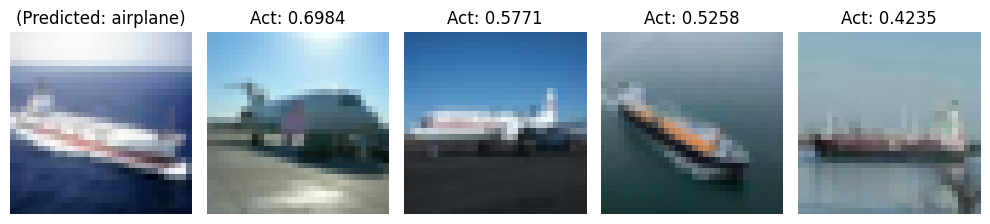 (Predicted: airplane)
Act: 0.6984
Act: 0.5771
Act: 0.5258
Act: 0.4235